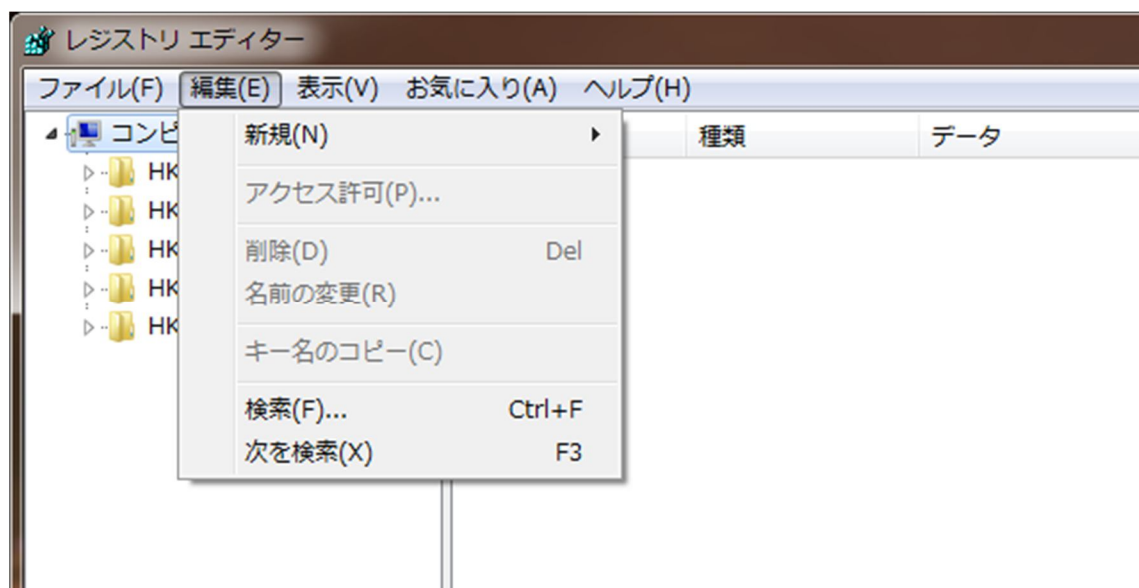 レジストリ エディター
ファイル(F) 編集(E) 表示(V) お気に入り(A) ヘルプ(H)
コンピ
種類 データ
HK
HK
HK
HK
HK
新規(N)
アクセス許可(P)...
削除(D) Del
名前の変更(R)
キー名のコピー(C)
検索(F)... Ctrl+F
次を検索(X) F3